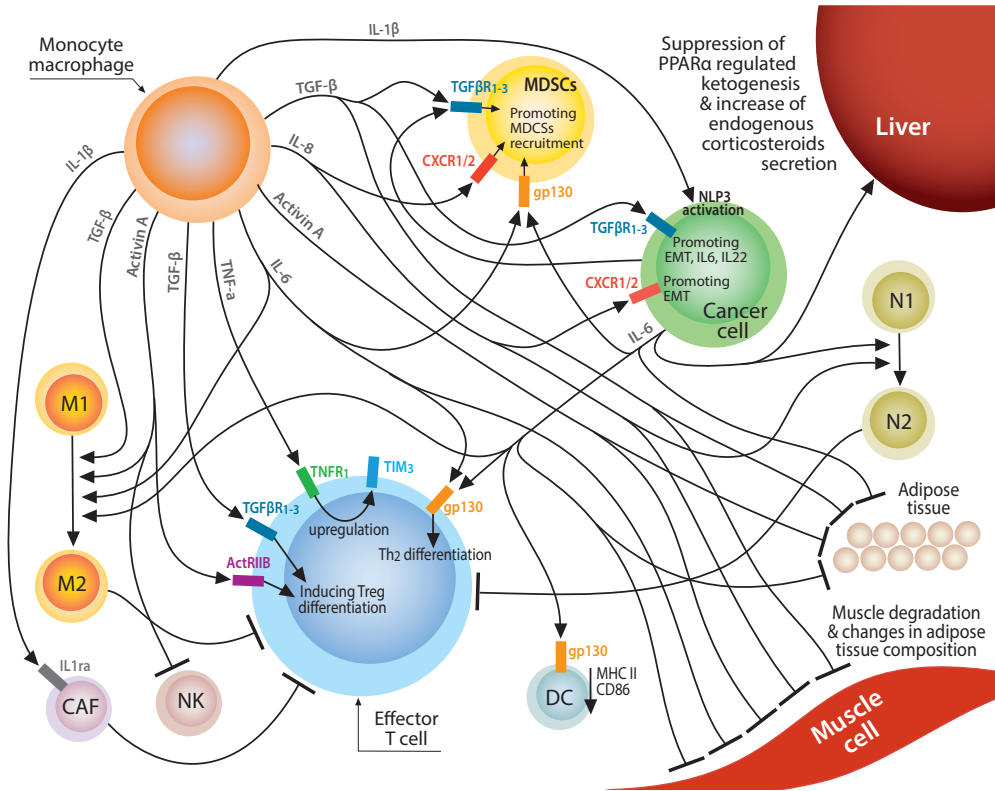 IL-1β
Monocyte
macrophage
Suppression of
PPARα regulated
ketogenesis
& increase of
endogenous
corticosteroids
secretion
Liver
TGF-β
TGFβR1-3
MDSCs
Promoting
MDCSs
recruitment
IL-8
CXCR1/2
gp130
IL-1β
TGF-β
Activin A
TGF-β
TNF-a
IL-6
Activin A
NLP3
activation
TGFβR1-3
Promoting
EMT, IL6, IL22
CXCR1/2
Promoting
EMT
Cancer
cell
IL-6
N1
N2
M1
M2
TNFR1
TIM3
TGFβR1-3
gp130
upregulation
Th2 differentiation
ActRIIB
Inducing Treg
differentiation
Adipose
tissue
Muscle degradation
& changes in adipose
tissue composition
IL1ra
CAF
NK
gp130
DC
MHC II
CD86
Effector
T cell
Muscle
cell